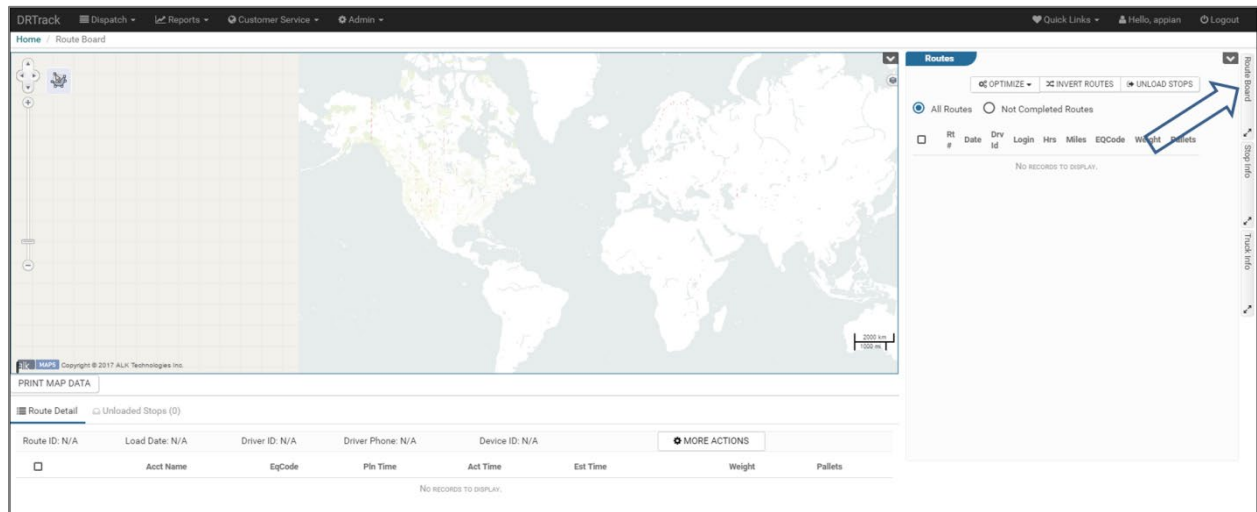 DRTrack Dispatch Reports Customer Service Admin Quick Links Hello, appian Logout
Home / Route Board
Routes
OPTIMIZE INVERT ROUTES UNLOAD STOPS
All Routes Not Completed Routes
Rt # Date Drv Id Login Hrs Miles EQCode Weight Pallets
NO RECORDS TO DISPLAY.
Route Board
Stop Info
Truck Info
2000 km
1000 mi
alk MAPS Copyright © 2017 ALK Technologies Inc.
PRINT MAP DATA
Route Detail Unloaded Stops (0)
Route ID: N/A Load Date: N/A Driver ID: N/A Driver Phone: N/A Device ID: N/A MORE ACTIONS
Acct Name EqCode Pln Time Act Time Est Time Weight Pallets
NO RECORDS TO DISPLAY.